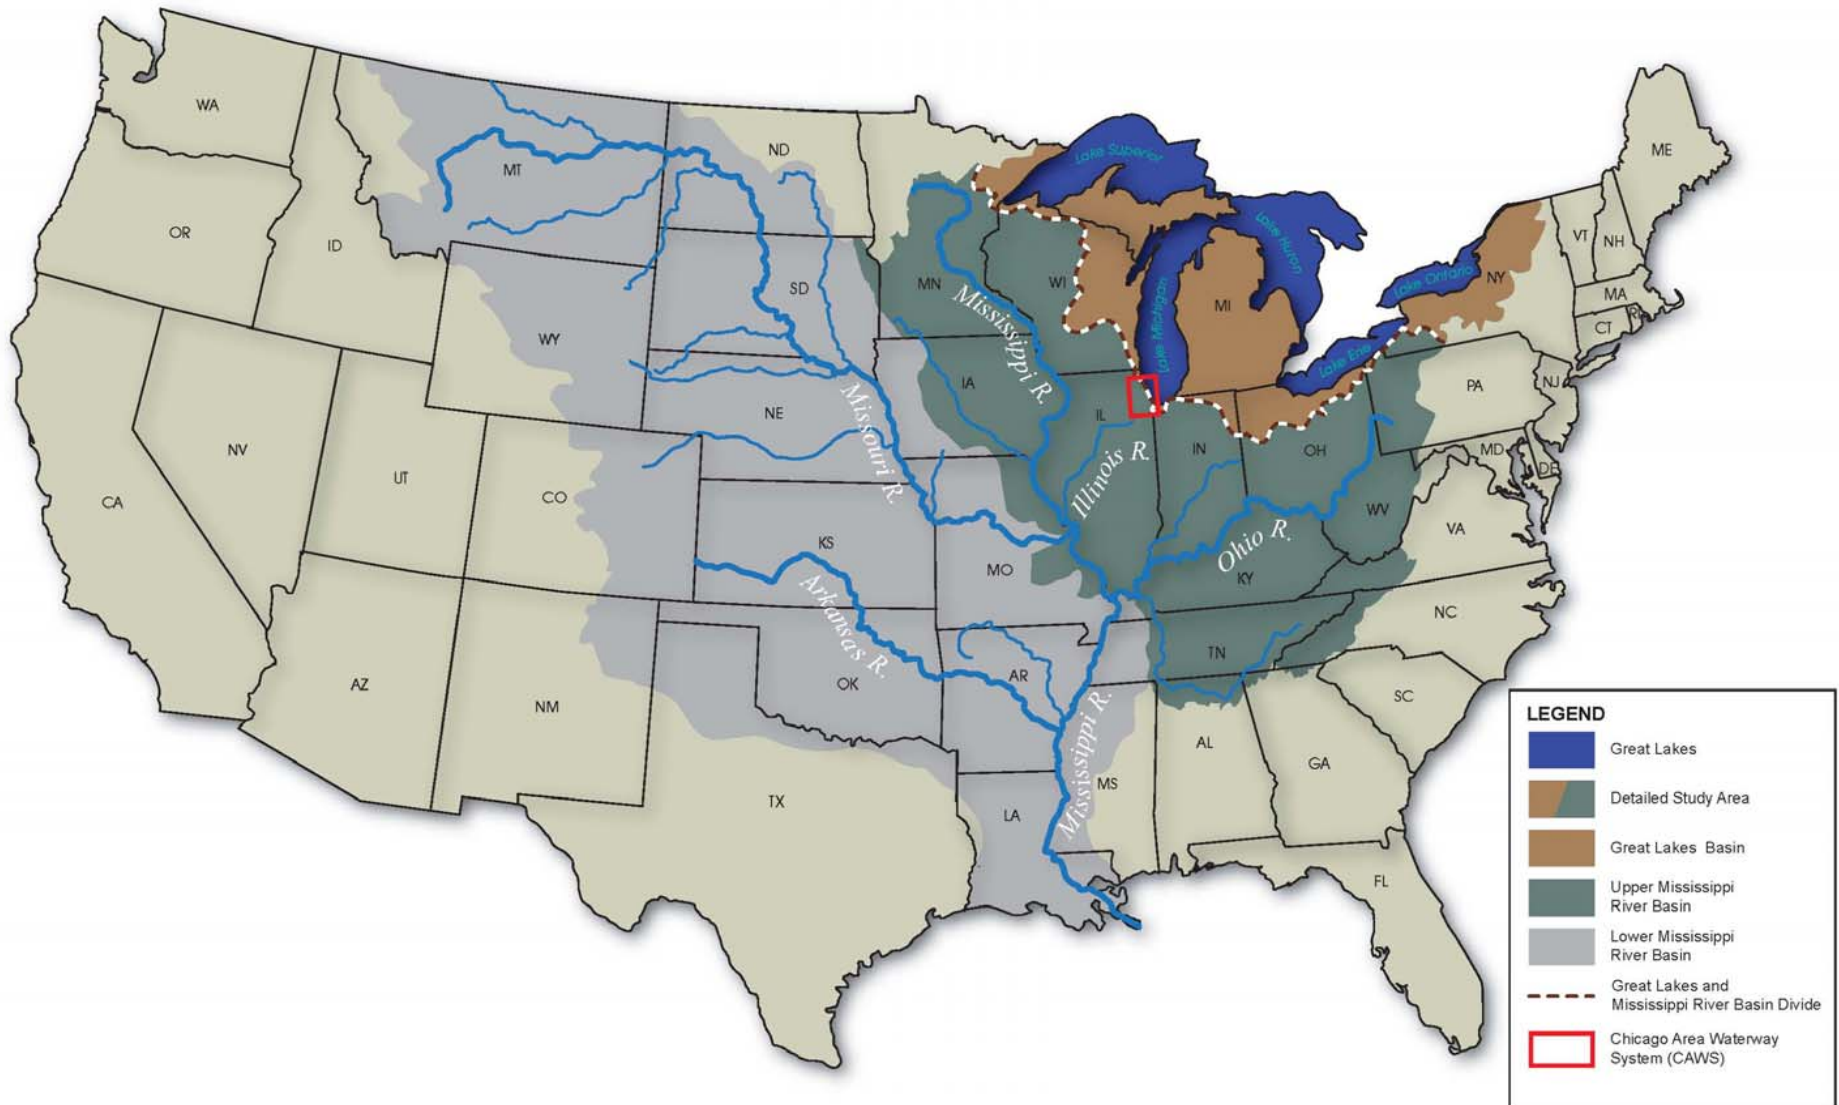 WA
OR
CA
ID
NV
MT
WY
UT
AZ
CO
NM
ND
SD
NE
KS
OK
TX
MN
IA
MO
AR
LA
WI
IL
MI
IN
OH
KY
TN
MS
AL
GA
FL
SC
NC
VA
WV
MD
DE
PA
NJ
NY
CT
RI
MA
VT
NH
ME
Lake Superior
Lake Michigan
Lake Huron
Lake Erie
Lake Ontario
Mississippi R.
Missouri R.
Illinois R.
Ohio R.
Arkansas R.
Mississippi R.
LEGEND
Great Lakes
Detailed Study Area
Great Lakes Basin
Upper Mississippi
River Basin
Lower Mississippi
River Basin
Great Lakes and
Mississippi River Basin Divide
Chicago Area Waterway
System (CAWS)